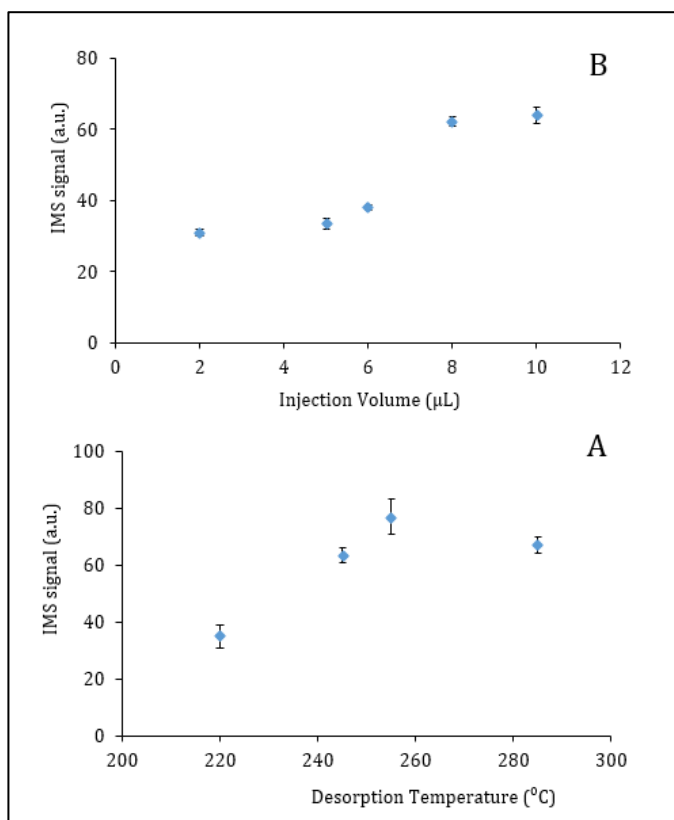 B
IMS signal (a.u.)
80
60
40
20
0
0 2 4 6 8 10 12
Injection Volume (µL)
A
IMS signal (a.u.)
100
80
60
40
20
0
200 220 240 260 280 300
Desorption Temperature (⁰C)